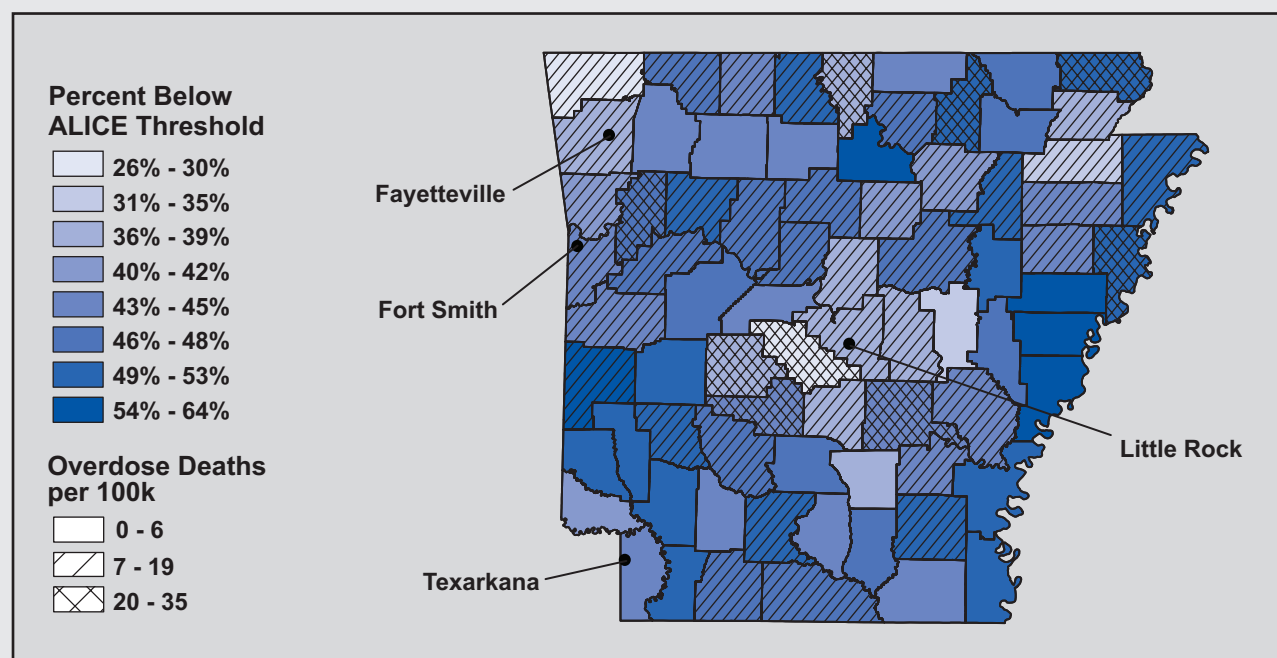 Percent Below
ALICE Threshold
26% - 30%
31% - 35%
36% - 39%
40% - 42%
43% - 45%
46% - 48%
49% - 53%
54% - 64%
Overdose Deaths
per 100k
0 - 6
7 - 19
20 - 35
Fayetteville
Fort Smith
Little Rock
Texarkana